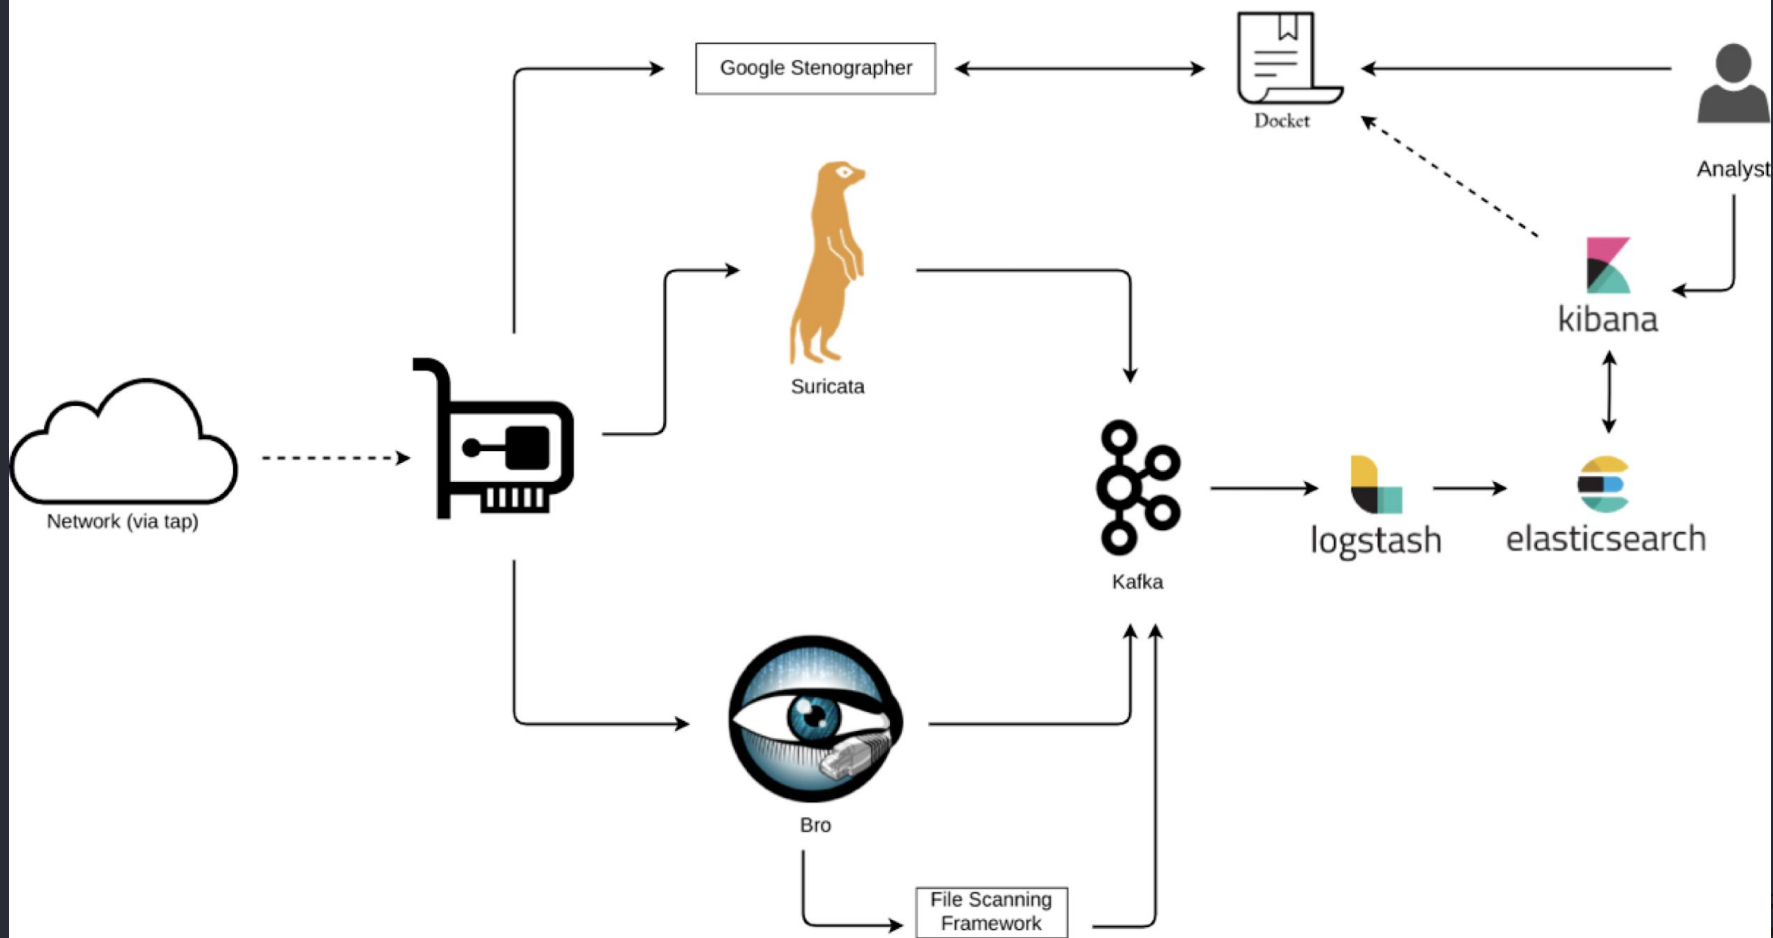 Google Stenographer
Docket
Analyst
kibana
Suricata
Network (via tap)
Kafka
logstash
elasticsearch
Bro
File Scanning
Framework